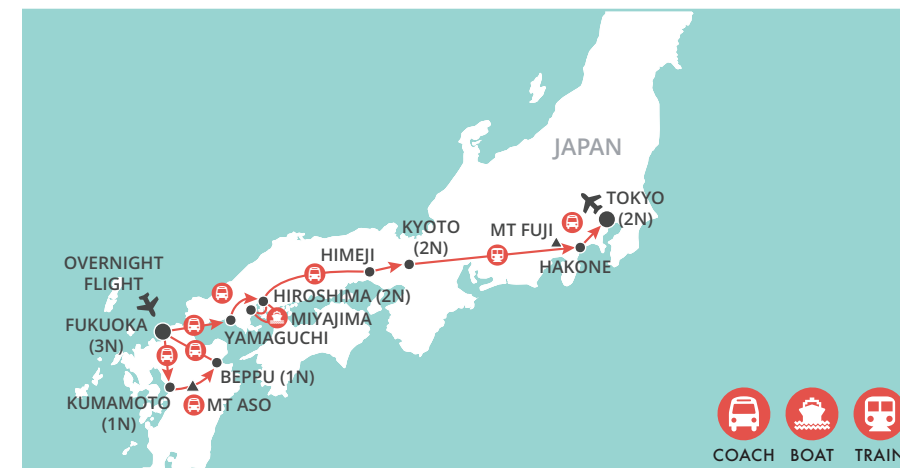 JAPAN
TOKYO
(2N)
KYOTO
(2N)
MT FUJI
HAKONE
HIMEJI
OVERNIGHT
FLIGHT
HIROSHIMA (2N)
MIYAJIMA
FUKUOKA
(3N)
YAMAGUCHI
BEPPU (1N)
KUMAMOTO
(1N)
MT ASO
COACH BOAT TRAIN